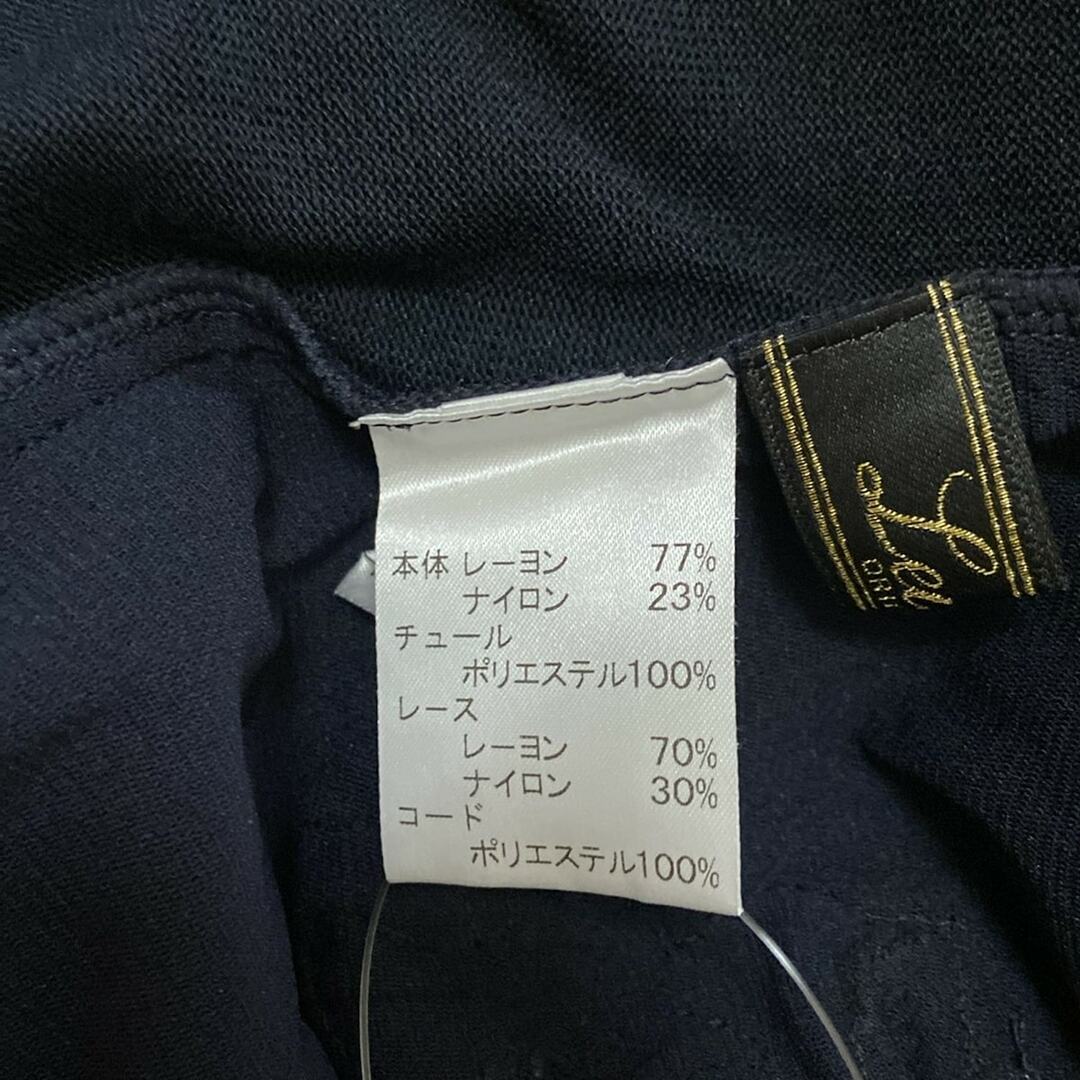 本体 レーヨン 77%
ナイロン 23%
チュール
ポリエステル100%
レース
レーヨン 70%
ナイロン 30%
コード
ポリエステル100%